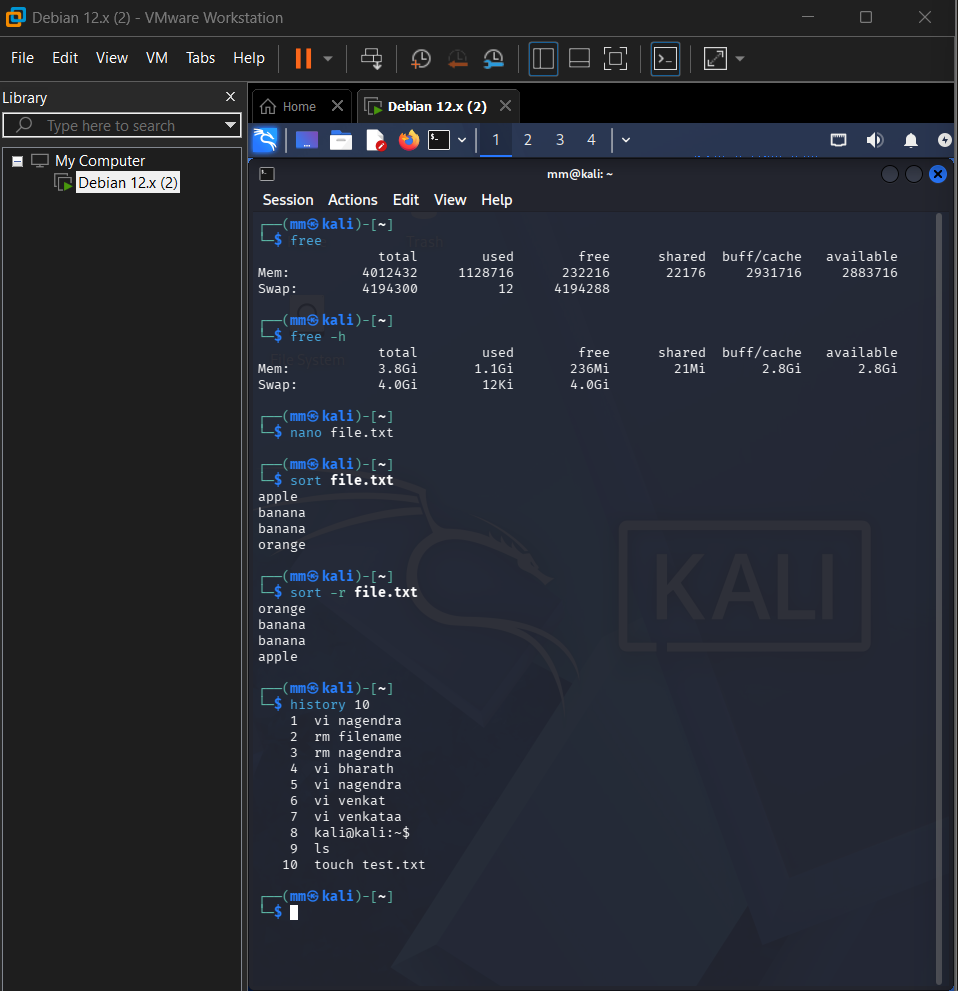 Debian 12.x (2) - VMware Workstation
File Edit View VM Tabs Help
Library
Type here to search
My Computer
Debian 12.x (2)
Home
Debian 12.x (2)
1 2 3 4
mm@kali: ~
Session Actions Edit View Help
┌──(mm㉿kali)-[~]
└─$ free
               total        used        free      shared  buff/cache   available
Mem:         4012432     1128716      232216       22176     2931716     2883716
Swap:        4194300          12     4194288
┌──(mm㉿kali)-[~]
└─$ free -h
               total        used        free      shared  buff/cache   available
Mem:           3.8Gi       1.1Gi       236Mi        21Mi       2.8Gi       2.8Gi
Swap:          4.0Gi        12Ki       4.0Gi
┌──(mm㉿kali)-[~]
└─$ nano file.txt
┌──(mm㉿kali)-[~]
└─$ sort file.txt
apple
banana
banana
orange
┌──(mm㉿kali)-[~]
└─$ sort -r file.txt
orange
banana
banana
apple
┌──(mm㉿kali)-[~]
└─$ history 10
    1  vi nagendra
    2  rm filename
    3  rm nagendra
    4  vi bharath
    5  vi nagendra
    6  vi venkat
    7  vi venkataa
    8  kali@kali:~$
    9  ls
   10  touch test.txt
┌──(mm㉿kali)-[~]
└─$
Trash
File System
KALI